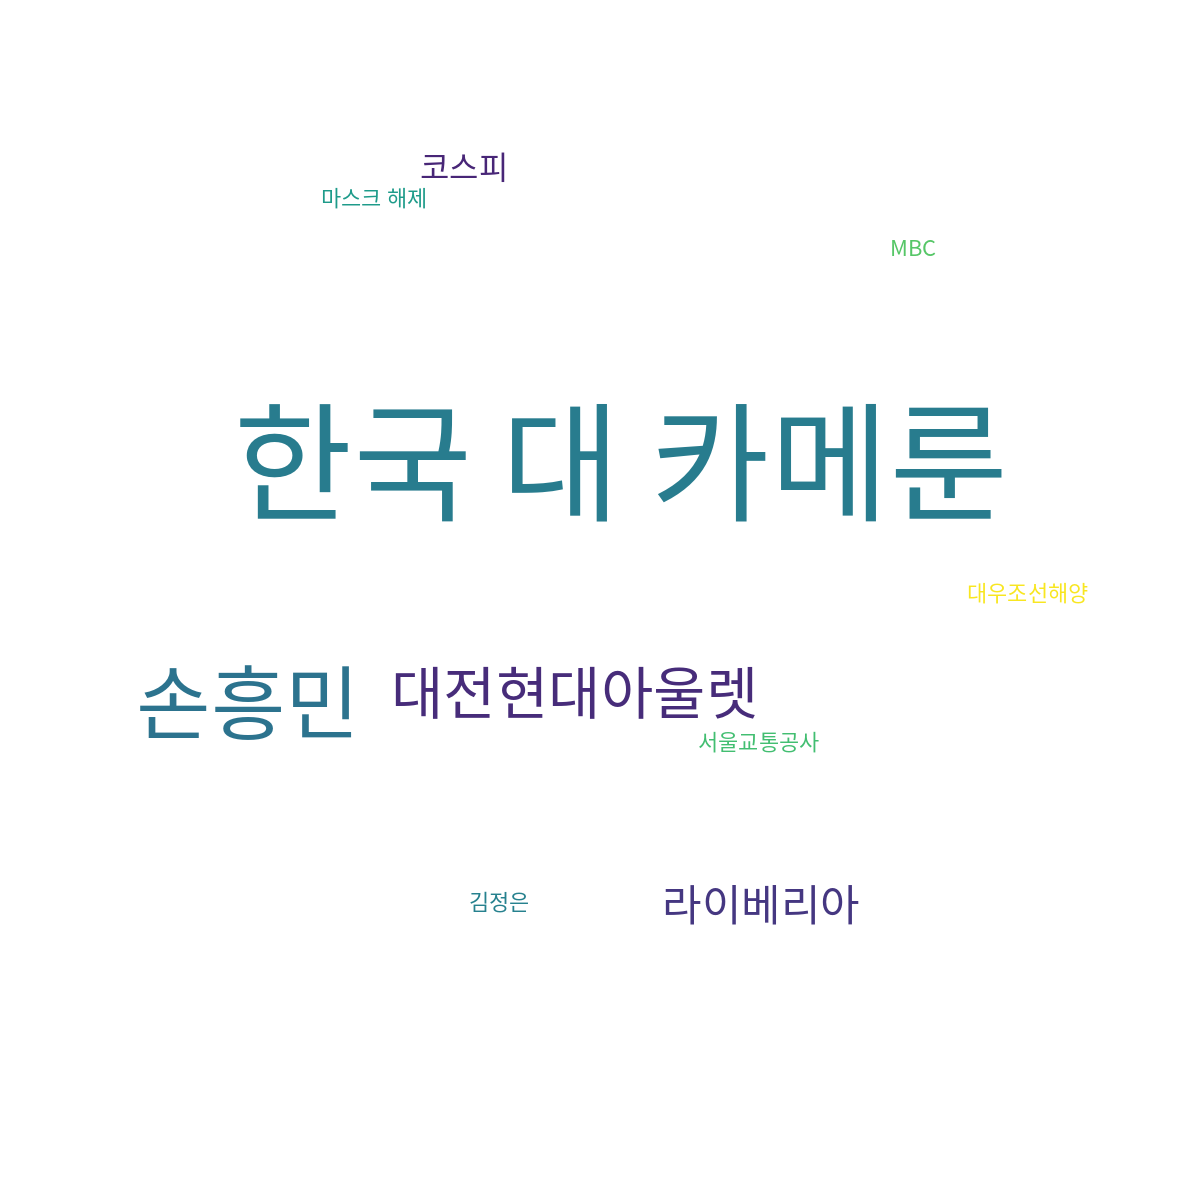 코스피
마스크 해제
MBC
한국 대 카메룬
대우조선해양
손흥민
대전현대아울렛
서울교통공사
김정은
라이베리아